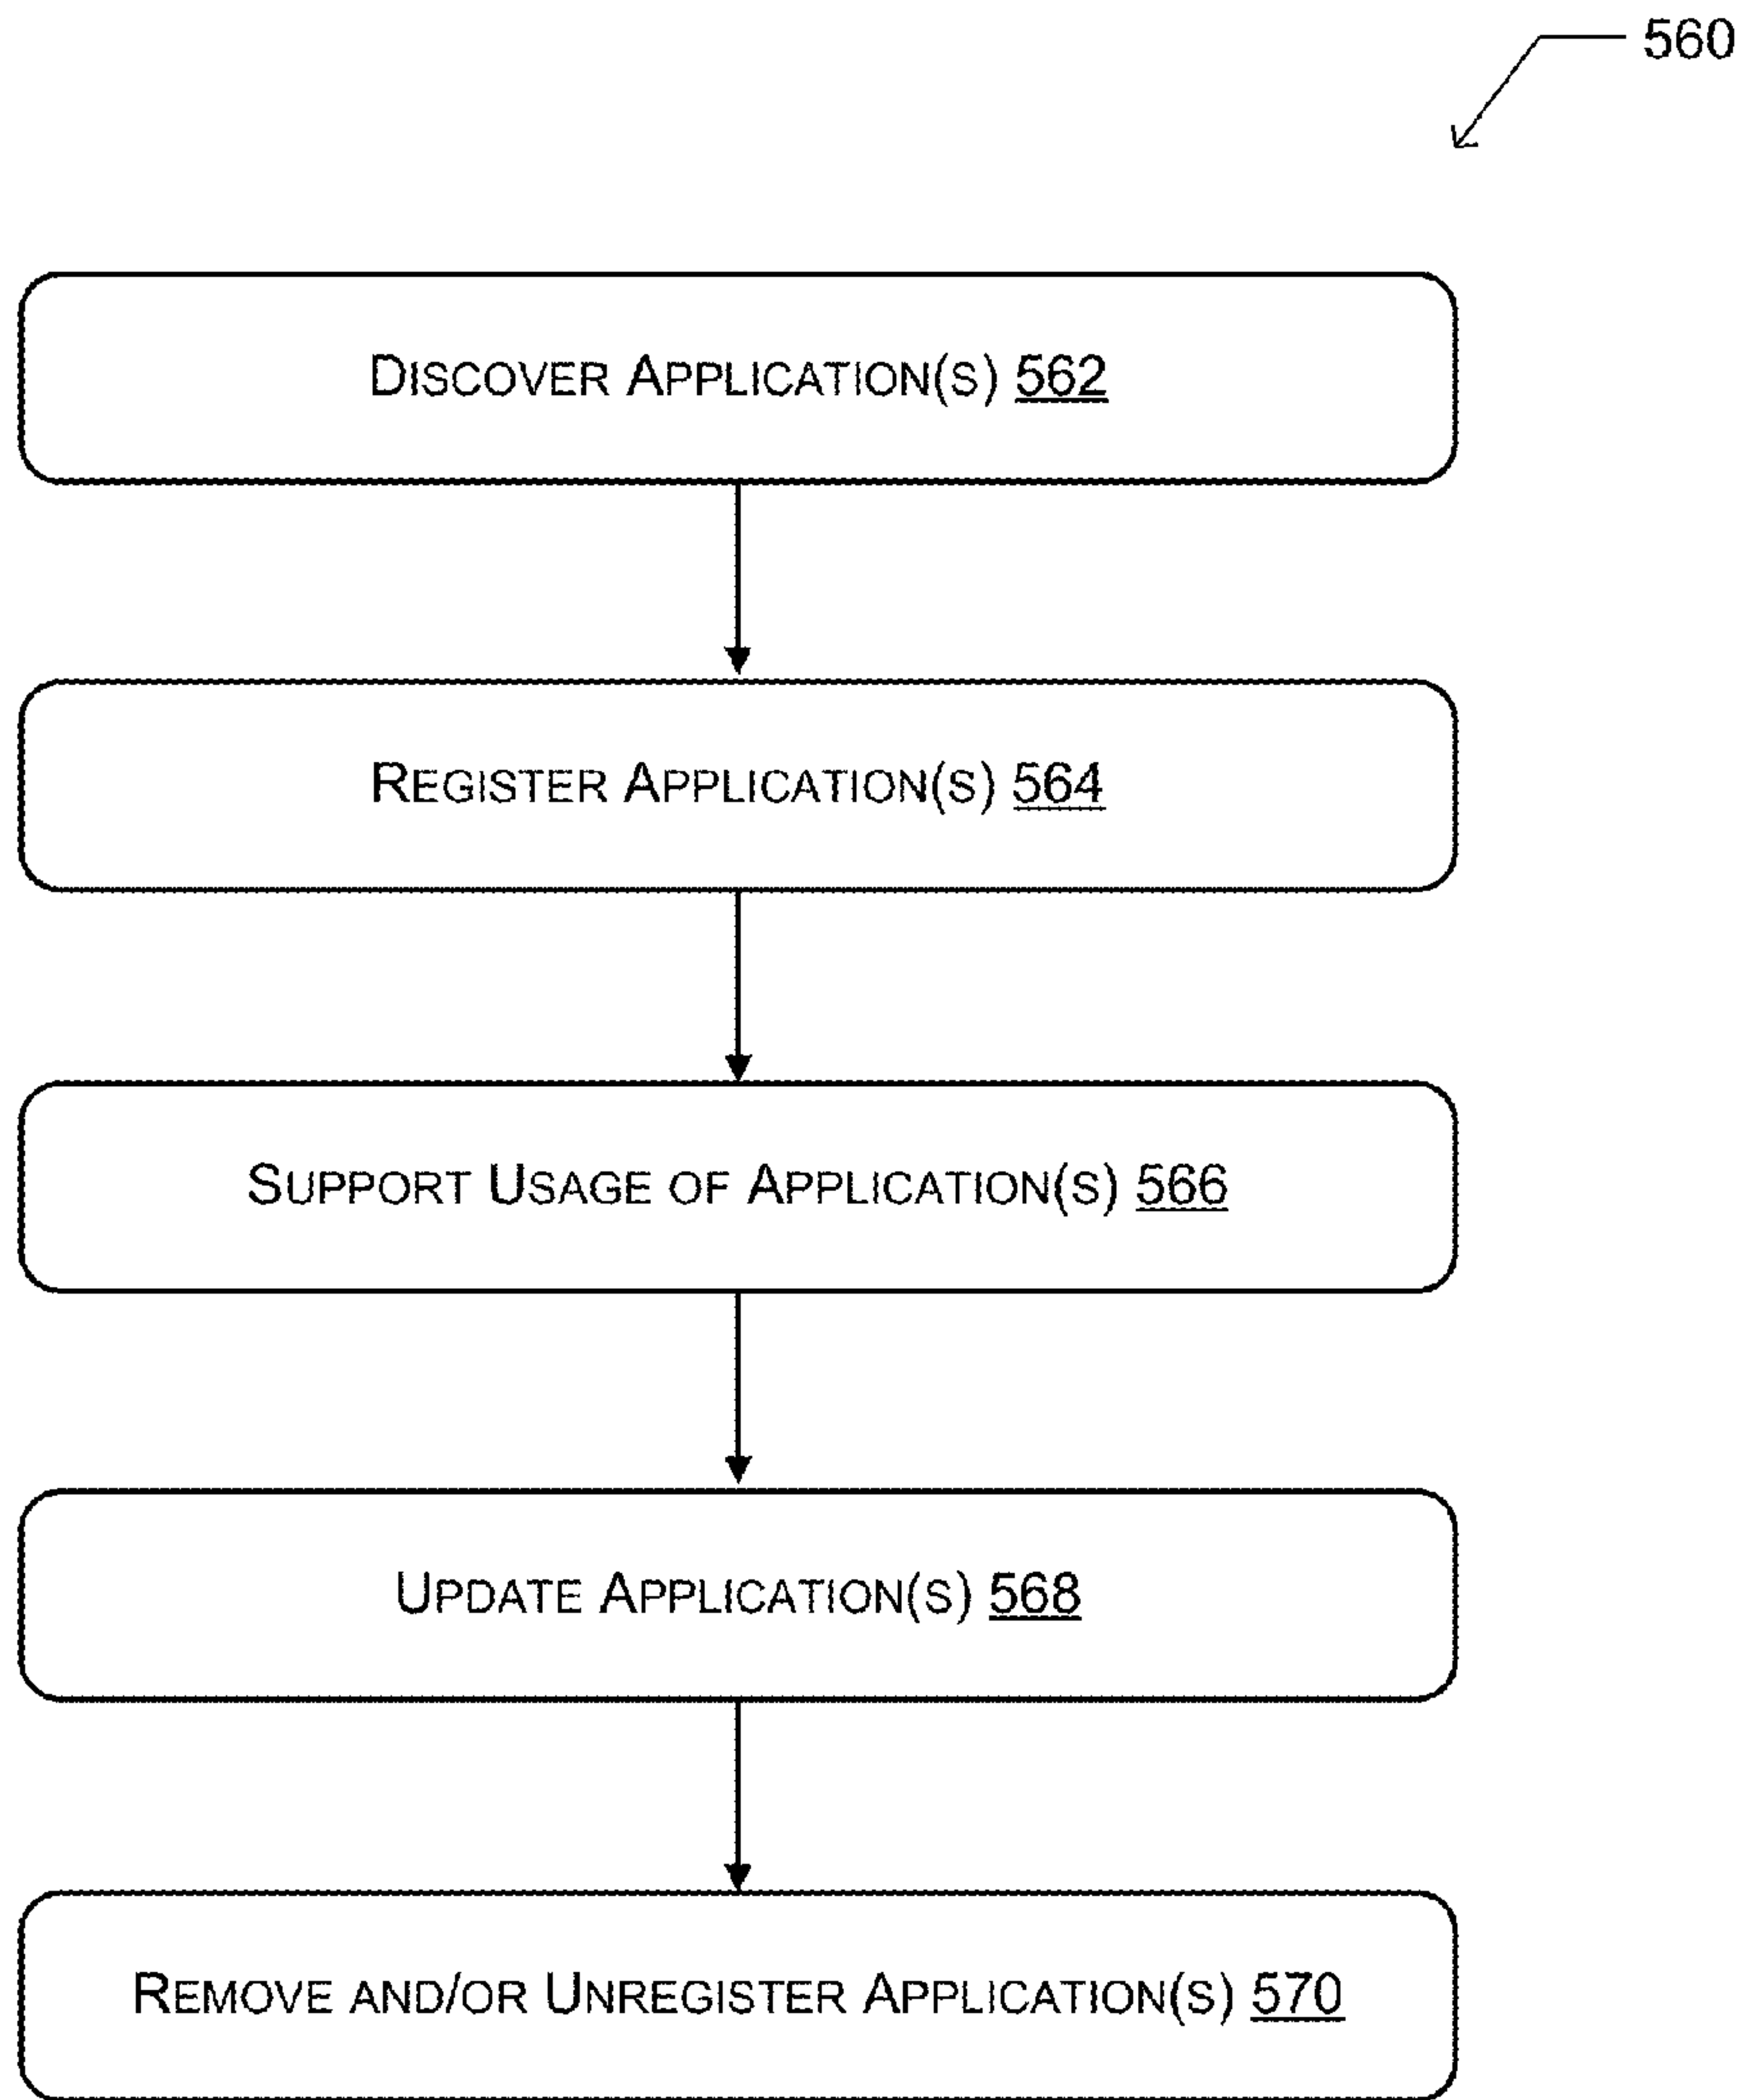 560
DISCOVER APPLICATION(S) 562
REGISTER APPLICATION(S) 564
SUPPORT USAGE OF APPLICATION(S) 566
UPDATE APPLICATION(S) 568
REMOVE AND/OR UNREGISTER APPLICATION(S) 570